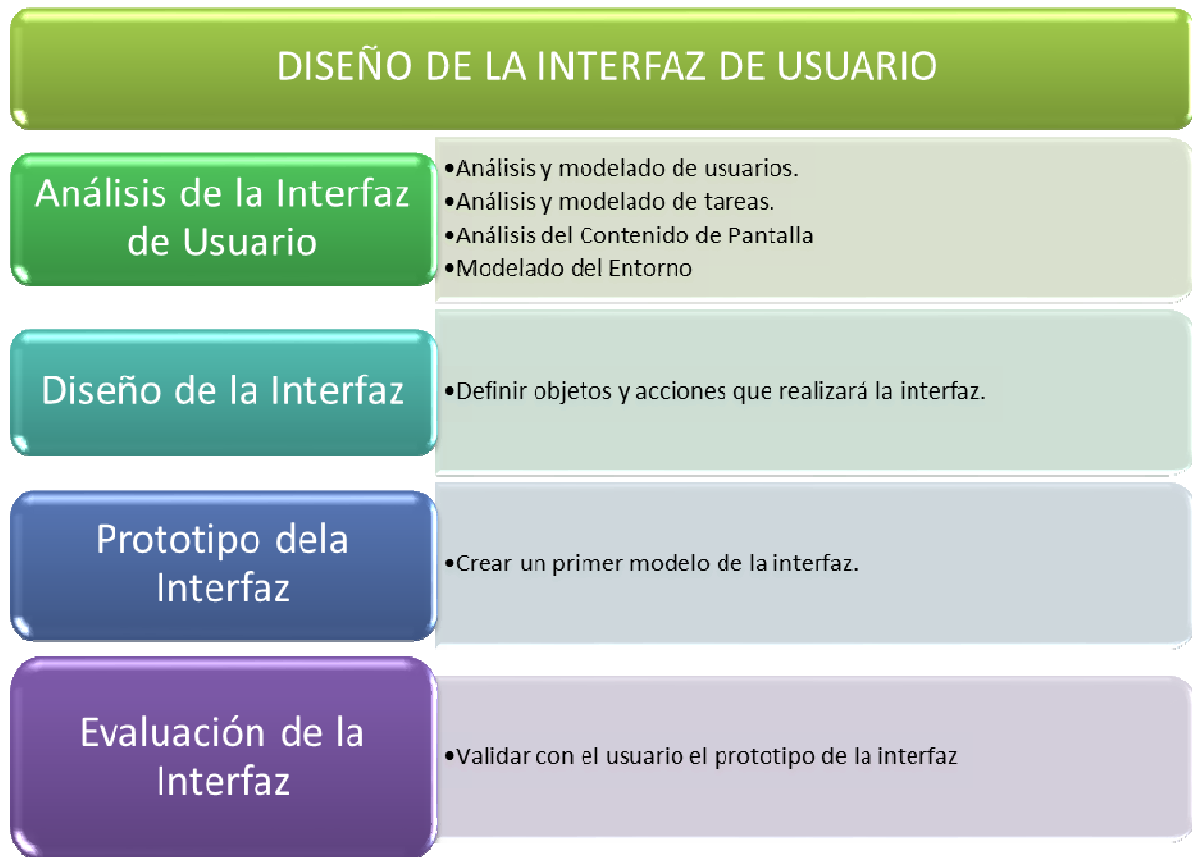 DISEÑO DE LA INTERFAZ DE USUARIO
Análisis de la Interfaz
de Usuario
•Análisis y modelado de usuarios.
•Análisis y modelado de tareas.
•Análisis del Contenido de Pantalla
•Modelado del Entorno
Diseño de la Interfaz
•Definir objetos y acciones que realizará la interfaz.
Prototipo dela
Interfaz
•Crear un primer modelo de la interfaz.
Evaluación de la
Interfaz
•Validar con el usuario el prototipo de la interfaz